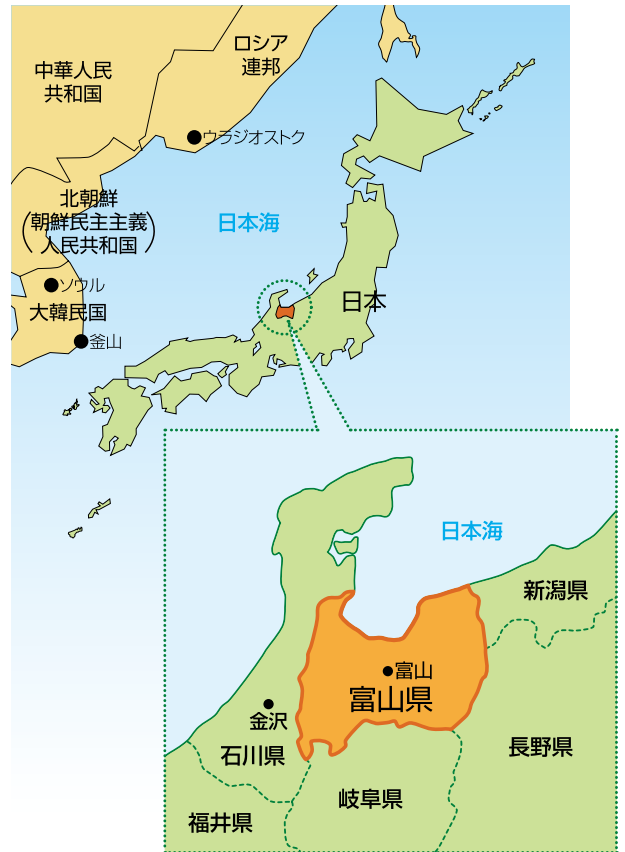 ロシア
連邦
中華人民
共和国
ウラジオストク
北朝鮮
(朝鮮民主主義
人民共和国)
日本海
ソウル
大韓民国
釜山
日本
日本海
新潟県
富山
富山県
金沢
石川県
長野県
岐阜県
福井県